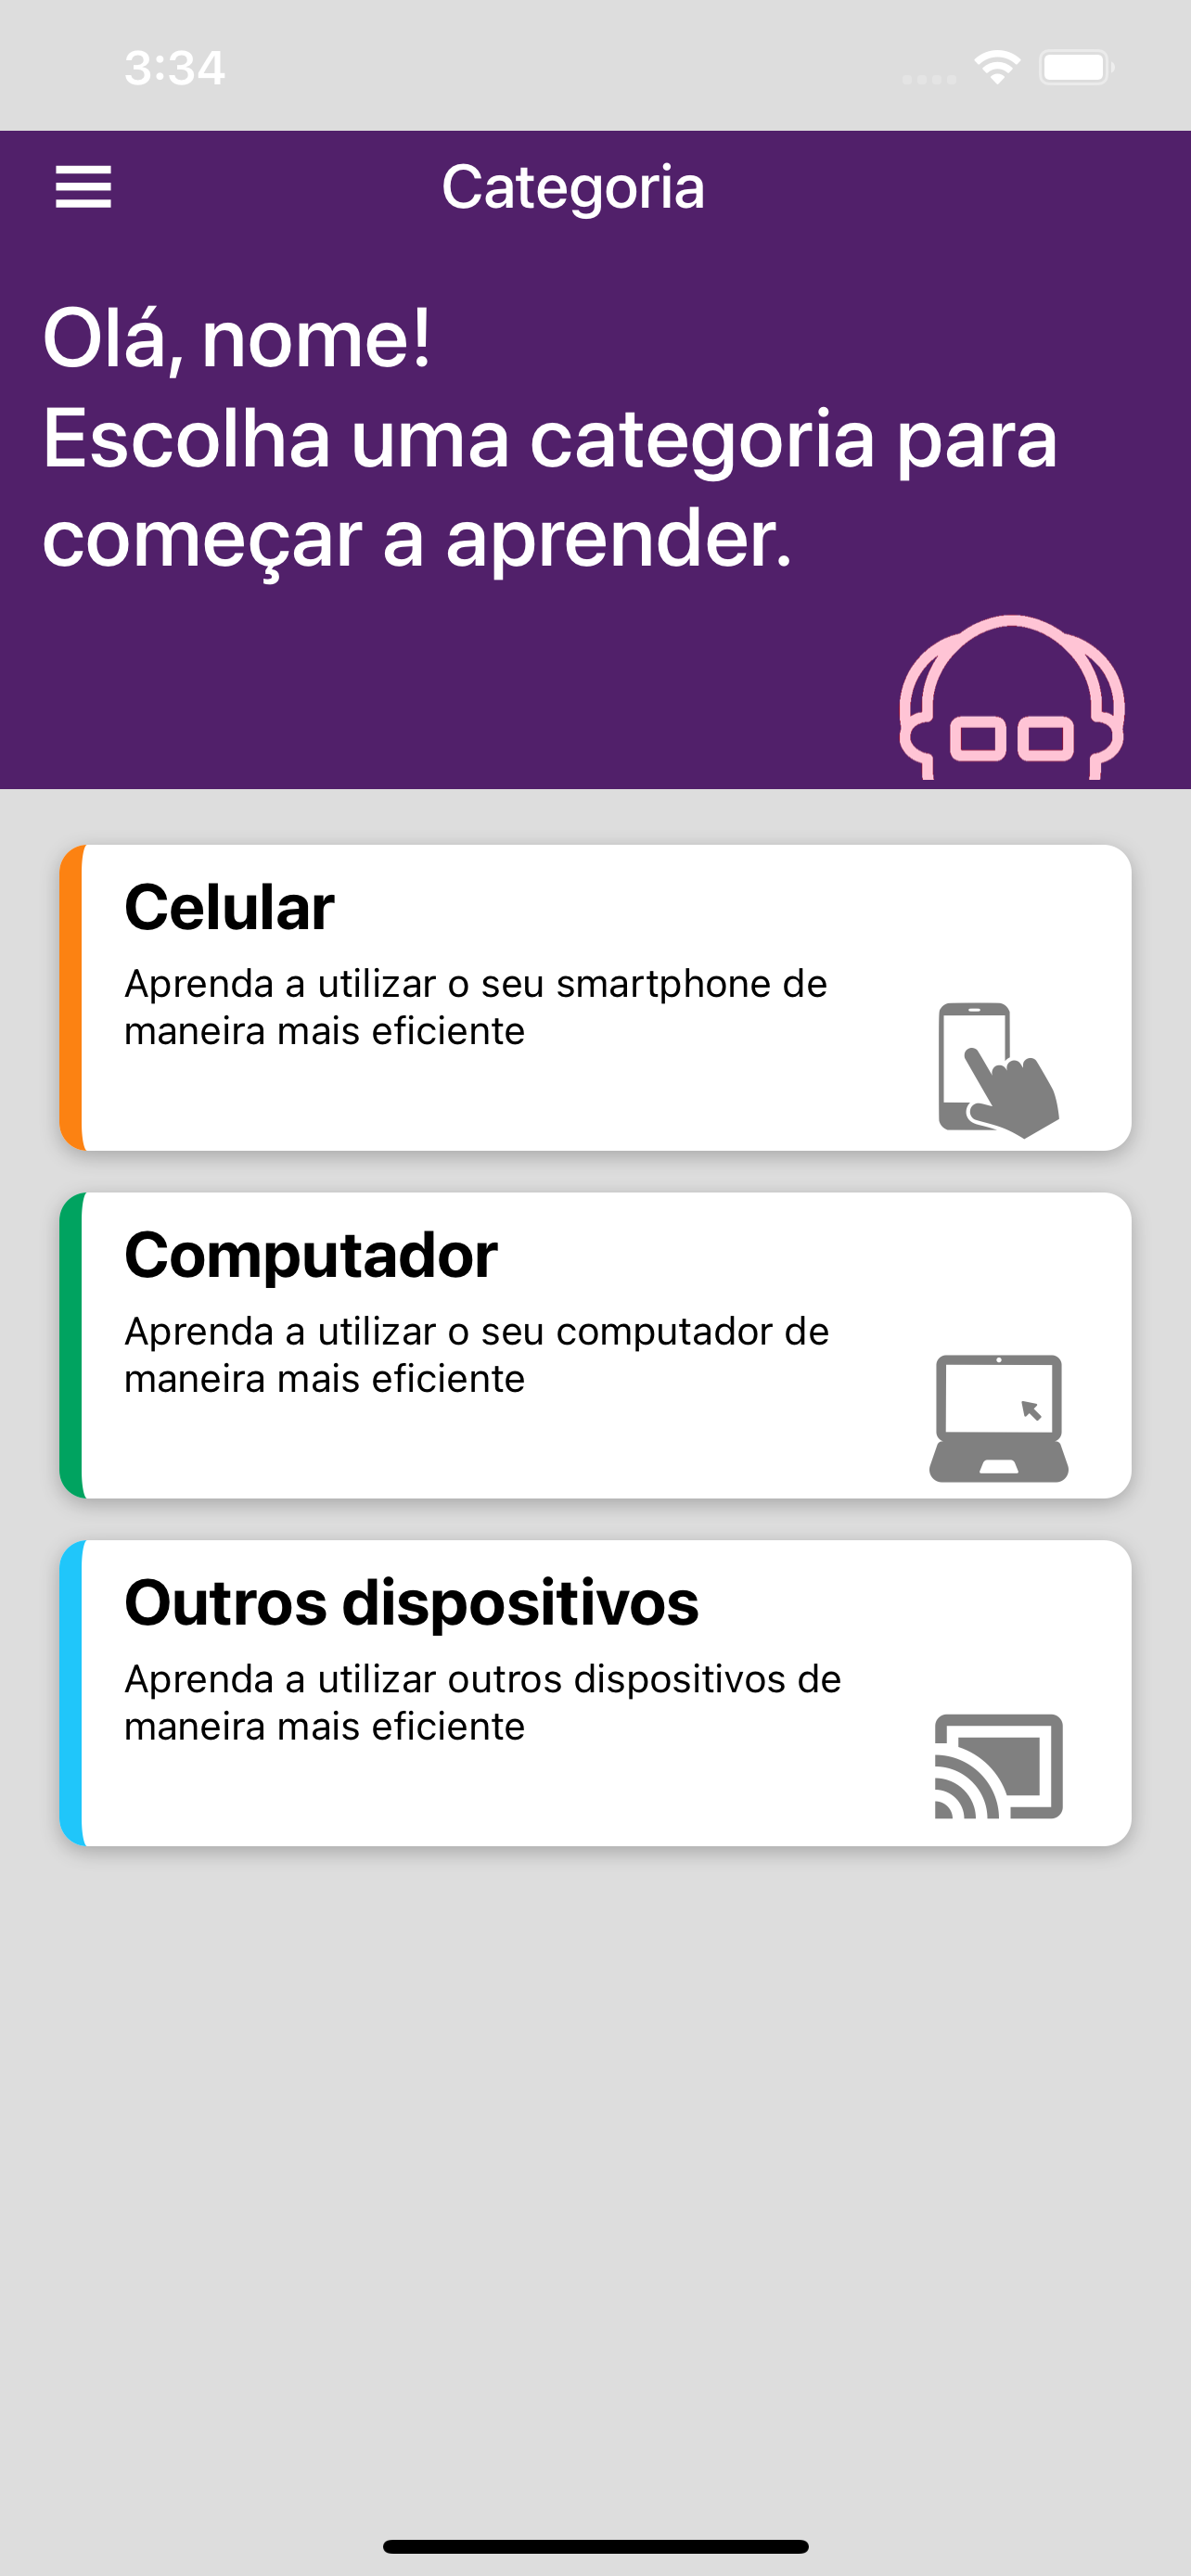 3:34
Categoria
Olá, nome!
Escolha uma categoria para
começar a aprender.
Celular
Aprenda a utilizar o seu smartphone de
maneira mais eficiente
Computador
Aprenda a utilizar o seu computador de
maneira mais eficiente
Outros dispositivos
Aprenda a utilizar outros dispositivos de
maneira mais eficiente